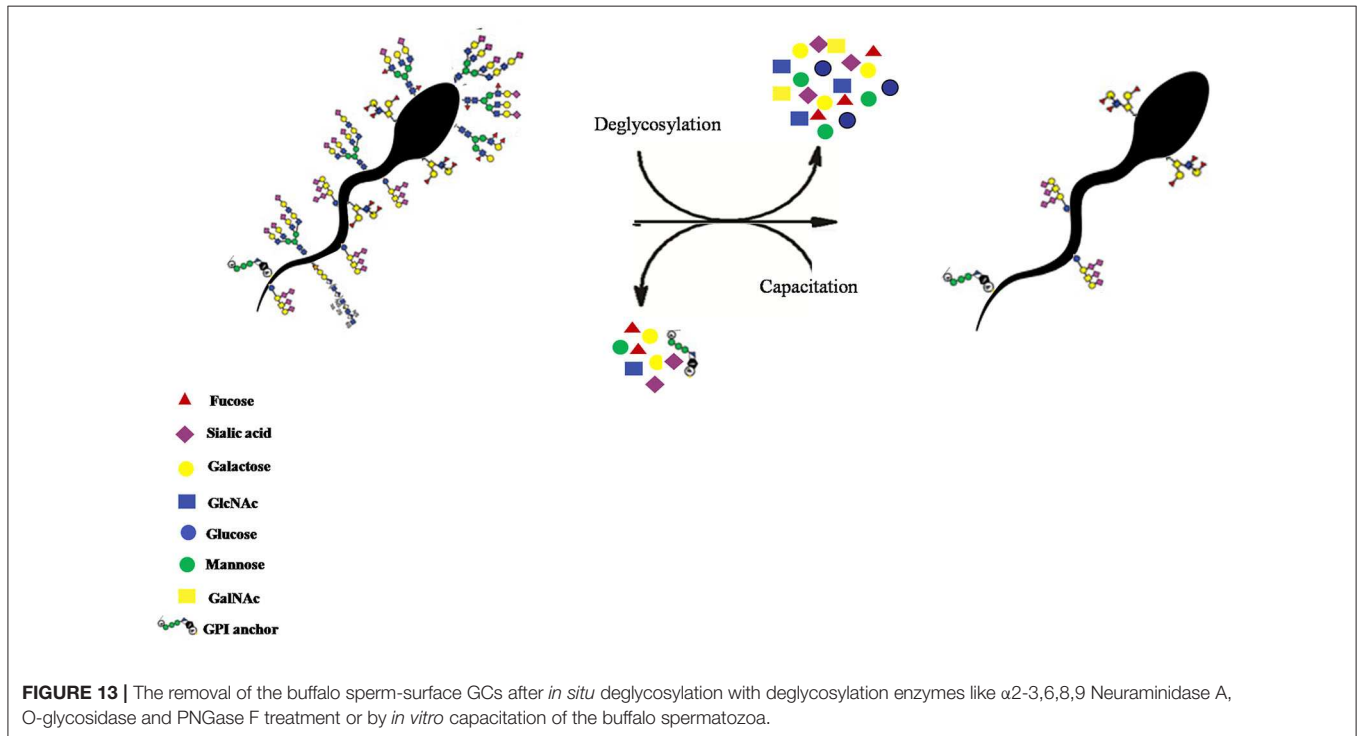 Deglycosylation
Capacitation
Fucose
Sialic acid
Galactose
GlcNAc
Glucose
Mannose
GalNAc
GPI anchor
FIGURE 13 | The removal of the buffalo sperm-surface GCs after in situ deglycosylation with deglycosylation enzymes like α2-3,6,8,9 Neuraminidase A,
O-glycosidase and PNGase F treatment or by in vitro capacitation of the buffalo spermatozoa.